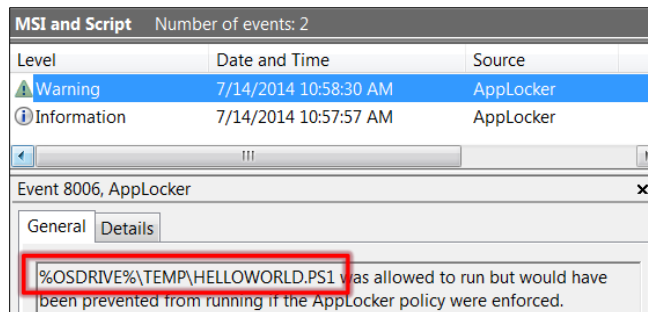 MSI and Script Number of events: 2
Level Date and Time Source
Warning 7/14/2014 10:58:30 AM AppLocker
Information 7/14/2014 10:57:57 AM AppLocker
Event 8006, AppLocker
General Details
%OSDRIVE%\TEMP\HELLOWORLD.PS1 was allowed to run but would have
been prevented from running if the AppLocker policy were enforced.